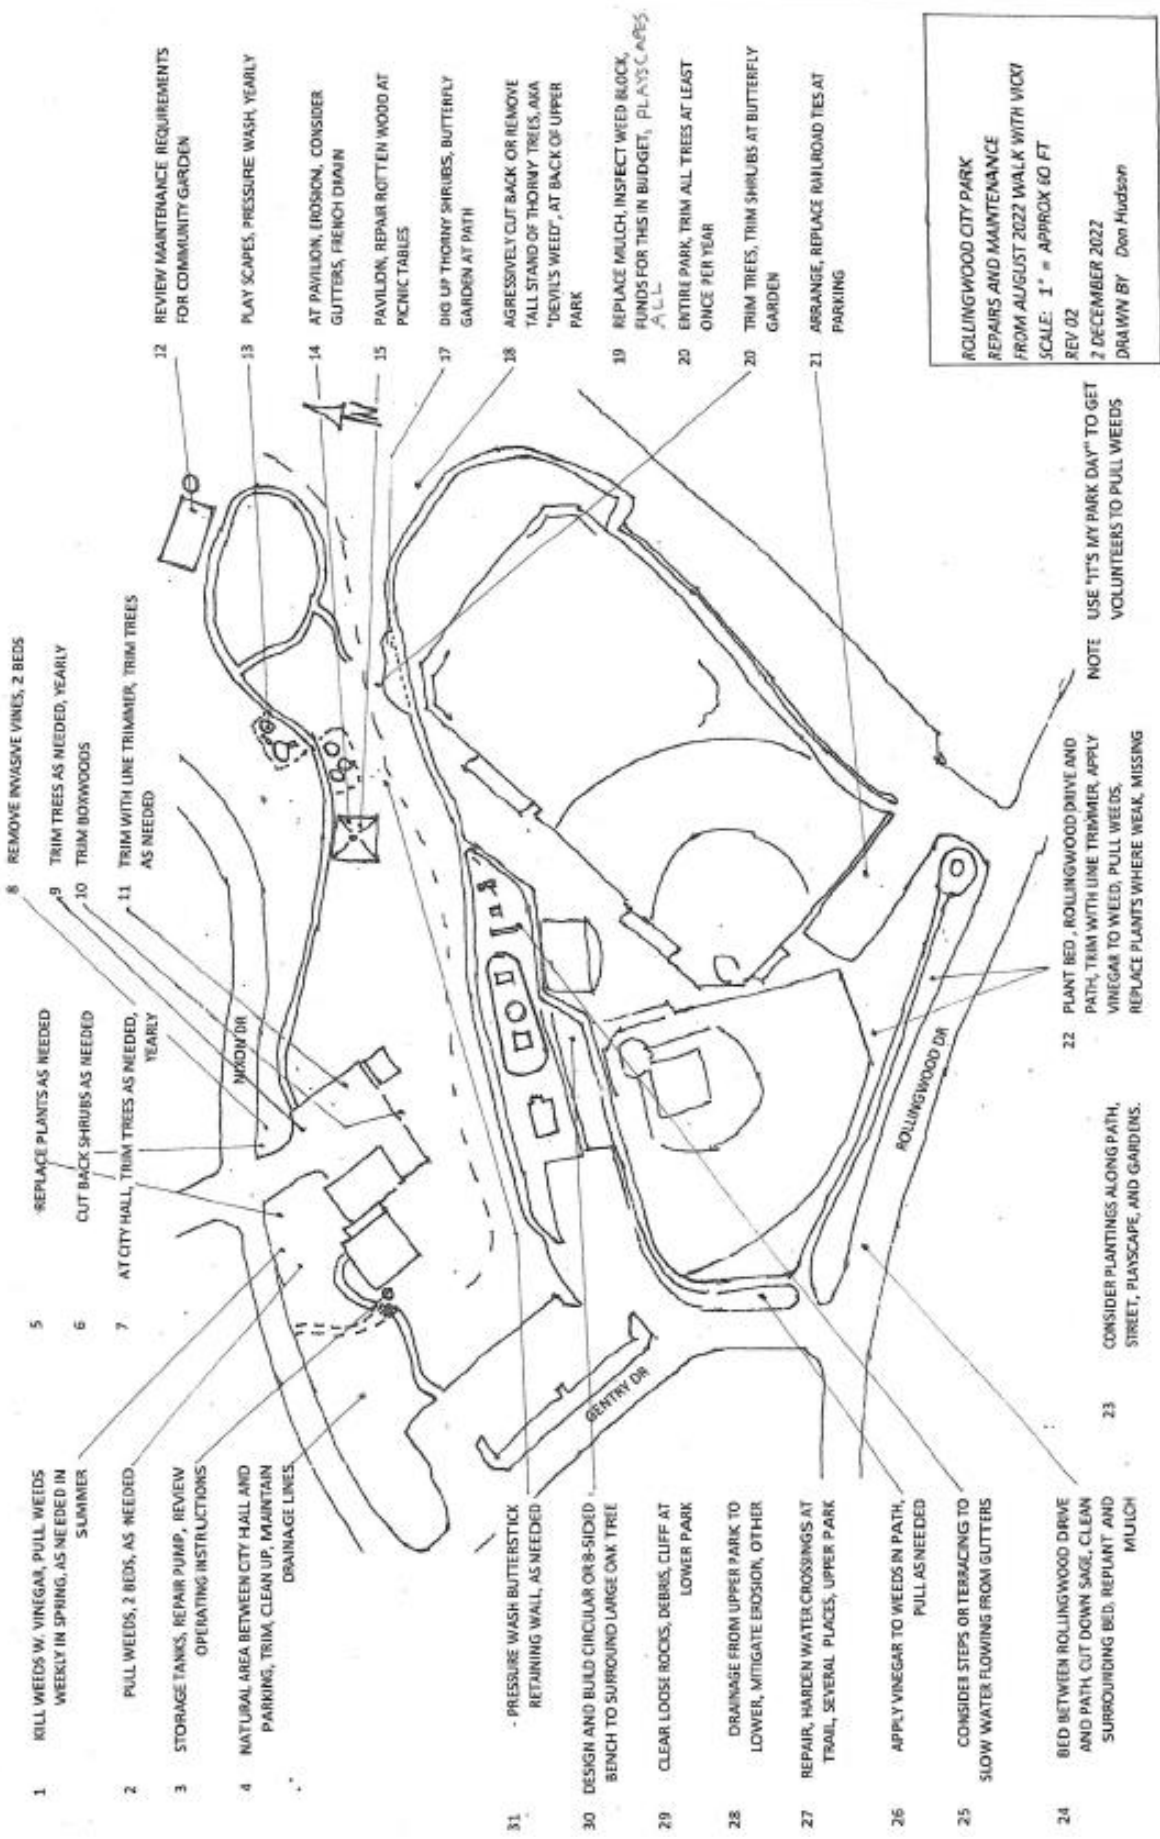 1 KILL WEEDS W. VINEGAR, PULL WEEDS
WEEKLY IN SPRING, AS NEEDED IN
SUMMER
2 PULL WEEDS, 2 BEDS, AS NEEDED
3 STORAGE TANKS, REPAIR PUMP, REVIEW
OPERATING INSTRUCTIONS
4 NATURAL AREA BETWEEN CITY HALL AND
PARKING, TRIM, CLEAN UP, MAINTAIN
DRAINAGE LINES
5 REPLACE PLANTS AS NEEDED
6 CUT BACK SHRUBS AS NEEDED
7 AT CITY HALL, TRIM TREES AS NEEDED,
YEARLY
8 REMOVE INVASIVE VINES, 2 BEDS
9 TRIM TREES AS NEEDED, YEARLY
10 TRIM BOXWOODS
11 TRIM WITH LINE TRIMMER, TRIM TREES
AS NEEDED
12 REVIEW MAINTENANCE REQUIREMENTS
FOR COMMUNITY GARDEN
13 PLAY SCAPES, PRESSURE WASH, YEARLY
14 AT PAVILION, EROSION, CONSIDER
GUTTERS, FRENCH DRAIN
15 PAVILION, REPAIR ROTTEN WOOD AT
PICNIC TABLES
17 DIG UP THORNY SHRUBS, BUTTERFLY
GARDEN AT PATH
18 AGRESSIVELY CUT BACK OR REMOVE
TALL STAND OF THORNY TREES, AKA
"DEVIL'S WEED", AT BACK OF UPPER
PARK
19 REPLACE MULCH, INSPECT WEED BLOCK,
FUNDS FOR THIS IN BUDGET, PLAYSCAPES
ALL
20 ENTIRE PARK, TRIM ALL TREES AT LEAST
ONCE PER YEAR
20 TRIM TREES, TRIM SHRUBS AT BUTTERFLY
GARDEN
21 ARRANGE, REPLACE RAILROAD TIES AT
PARKING
NIXON DR
N
GENTRY DR
ROLLINGWOOD DR
31 - PRESSURE WASH BUTTERSTICK
RETAINING WALL, AS NEEDED
30 DESIGN AND BUILD CIRCULAR OR 8-SIDED
BENCH TO SURROUND LARGE OAK TREE
29 CLEAR LOOSE ROCKS, DEBRIS, CLIFF AT
LOWER PARK
28 DRAINAGE FROM UPPER PARK TO
LOWER, MITIGATE EROSION, OTHER
27 REPAIR, HARDEN WATER CROSSINGS AT
TRAIL, SEVERAL PLACES, UPPER PARK
26 APPLY VINEGAR TO WEEDS IN PATH,
PULL AS NEEDED
25 CONSIDER STEPS OR TERRACING TO
SLOW WATER FLOWING FROM GUTTERS
24 BED BETWEEN ROLLINGWOOD DRIVE
AND PATH, CUT DOWN SAGE, CLEAN
SURROUNDING BED, REPLANT AND
MULCH
23 CONSIDER PLANTINGS ALONG PATH,
STREET, PLAYSCAPE, AND GARDENS.
22 PLANT BED, ROLLINGWOOD DRIVE AND
PATH, TRIM WITH LINE TRIMMER, APPLY
VINEGAR TO WEED, PULL WEEDS,
REPLACE PLANTS WHERE WEAK, MISSING
NOTE USE "IT'S MY PARK DAY" TO GET
VOLUNTEERS TO PULL WEEDS
ROLLINGWOOD CITY PARK
REPAIRS AND MAINTENANCE
FROM AUGUST 2022 WALK WITH VICKI
SCALE: 1" = APPROX 60 FT
REV 02
2 DECEMBER 2022
DRAWN BY Don Hudson